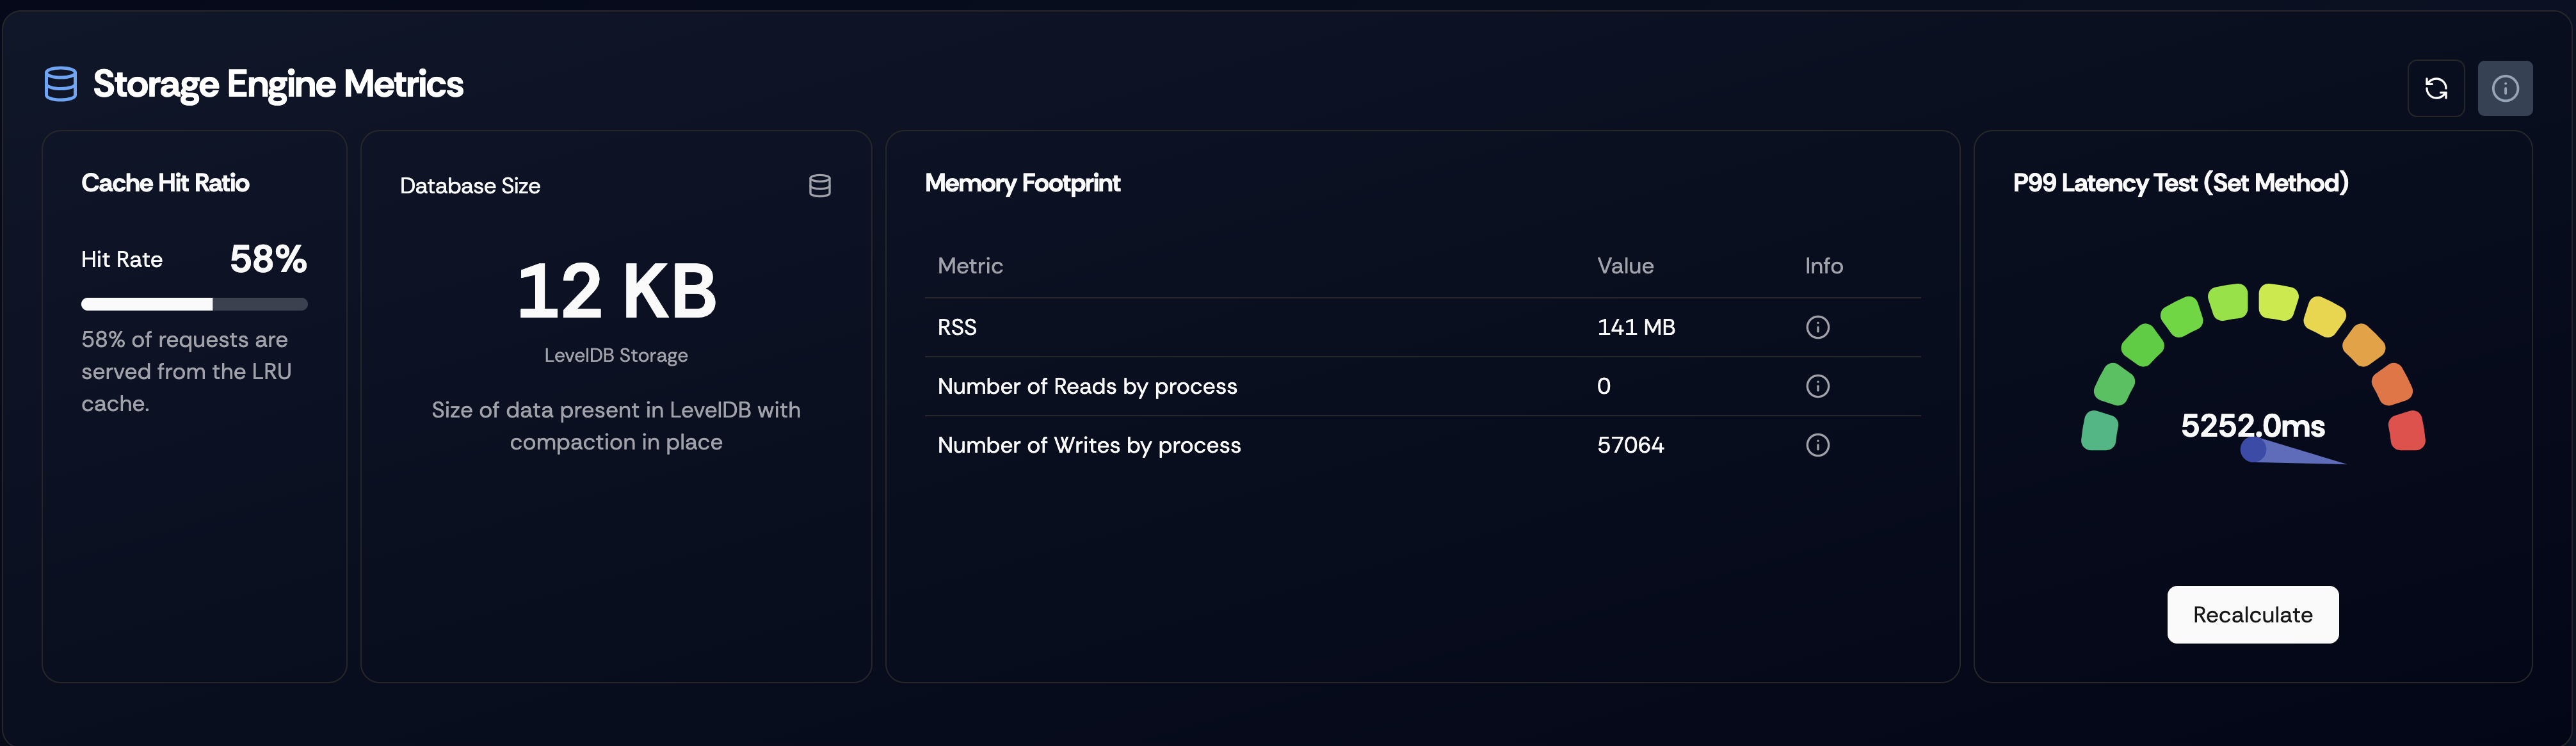 Storage Engine Metrics
Cache Hit Ratio
Hit Rate 58%
58% of requests are
served from the LRU
cache.
Database Size
12 KB
LevelDB Storage
Size of data present in LevelDB with
compaction in place
Memory Footprint
Metric Value Info
RSS 141 MB
Number of Reads by process 0
Number of Writes by process 57064
P99 Latency Test (Set Method)
5252.0ms
Recalculate